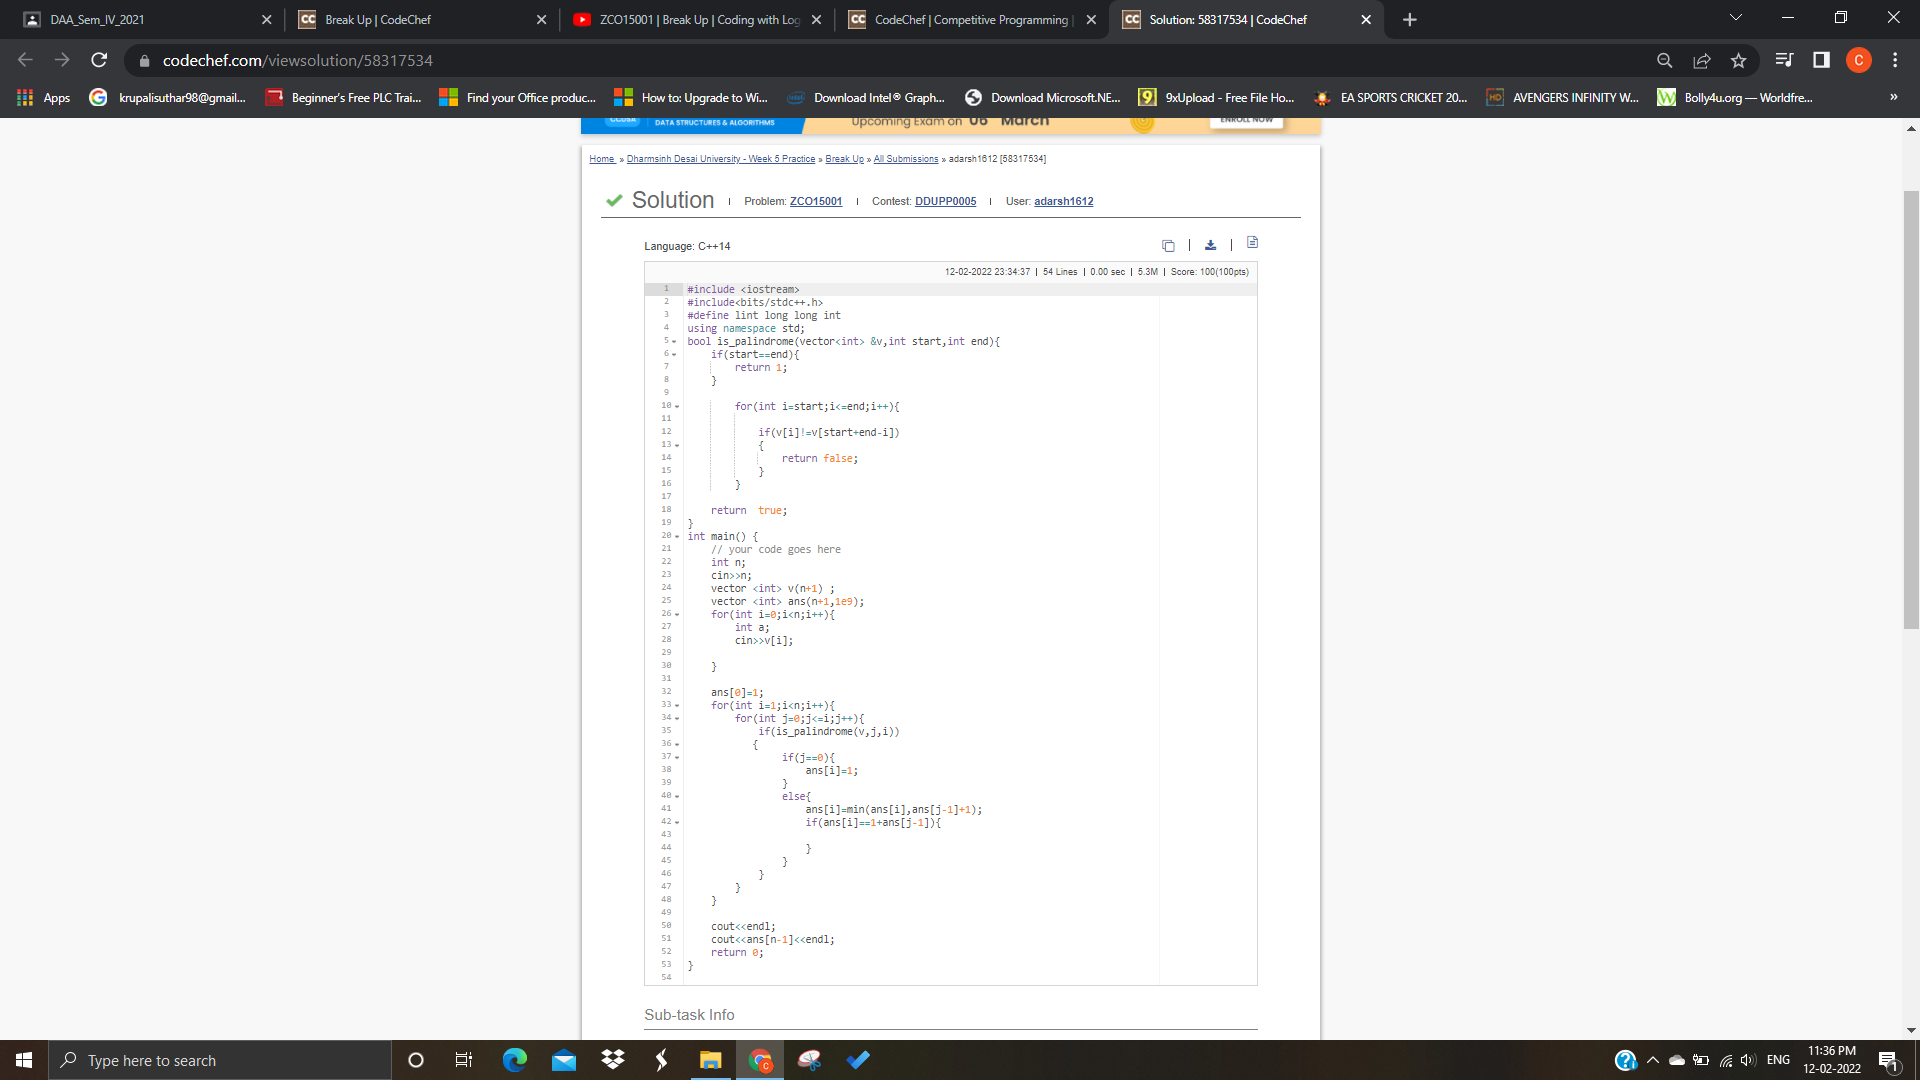 DAA_Sem_IV_2021
Break Up | CodeChef
ZCO15001 | Break Up | Coding with Log
CodeChef | Competitive Programming |
Solution: 58317534 | CodeChef
codechef.com/viewsolution/58317534
C
Apps
krupalisuthar98@gmail...
Beginner's Free PLC Trai...
Find your Office produc...
How to: Upgrade to Wi...
Download Intel® Graph...
Download Microsoft.NE...
9xUpload - Free File Ho...
EA SPORTS CRICKET 20...
AVENGERS INFINITY W...
Bolly4u.org — Worldfre...
»
DATA STRUCTURES & ALGORITHMS
Upcoming Exam on 06 March
ENROLL NOW
Home » Dharmsinh Desai University - Week 5 Practice » Break Up » All Submissions » adarsh1612 [58317534]
Solution | Problem: ZCO15001 | Contest: DDUPP0005 | User: adarsh1612
Language: C++14
12-02-2022 23:34:37 | 54 Lines | 0.00 sec | 5.3M | Score: 100(100pts)
1 #include <iostream>
2 #include<bits/stdc++.h>
3 #define lint long long int
4 using namespace std;
5 bool is_palindrome(vector<int> &v,int start,int end){
6 if(start==end){
7 return 1;
8 }
9
10 for(int i=start;i<=end;i++){
11
12 if(v[i]!=v[start+end-i])
13 {
14 return false;
15 }
16 }
17
18 return  true;
19 }
20 int main() {
21 // your code goes here
22 int n;
23 cin>>n;
24 vector <int> v(n+1) ;
25 vector <int> ans(n+1,1e9);
26 for(int i=0;i<n;i++){
27 int a;
28 cin>>v[i];
29
30 }
31
32 ans[0]=1;
33 for(int i=1;i<n;i++){
34 for(int j=0;j<=i;j++){
35 if(is_palindrome(v,j,i))
36 {
37 if(j==0){
38 ans[i]=1;
39 }
40 else{
41 ans[i]=min(ans[i],ans[j-1]+1);
42 if(ans[i]==1+ans[j-1]){
43
44 }
45 }
46 }
47 }
48 }
49
50 cout<<endl;
51 cout<<ans[n-1]<<endl;
52 return 0;
53 }
54
Sub-task Info
Type here to search
ENG
11:36 PM
12-02-2022
1